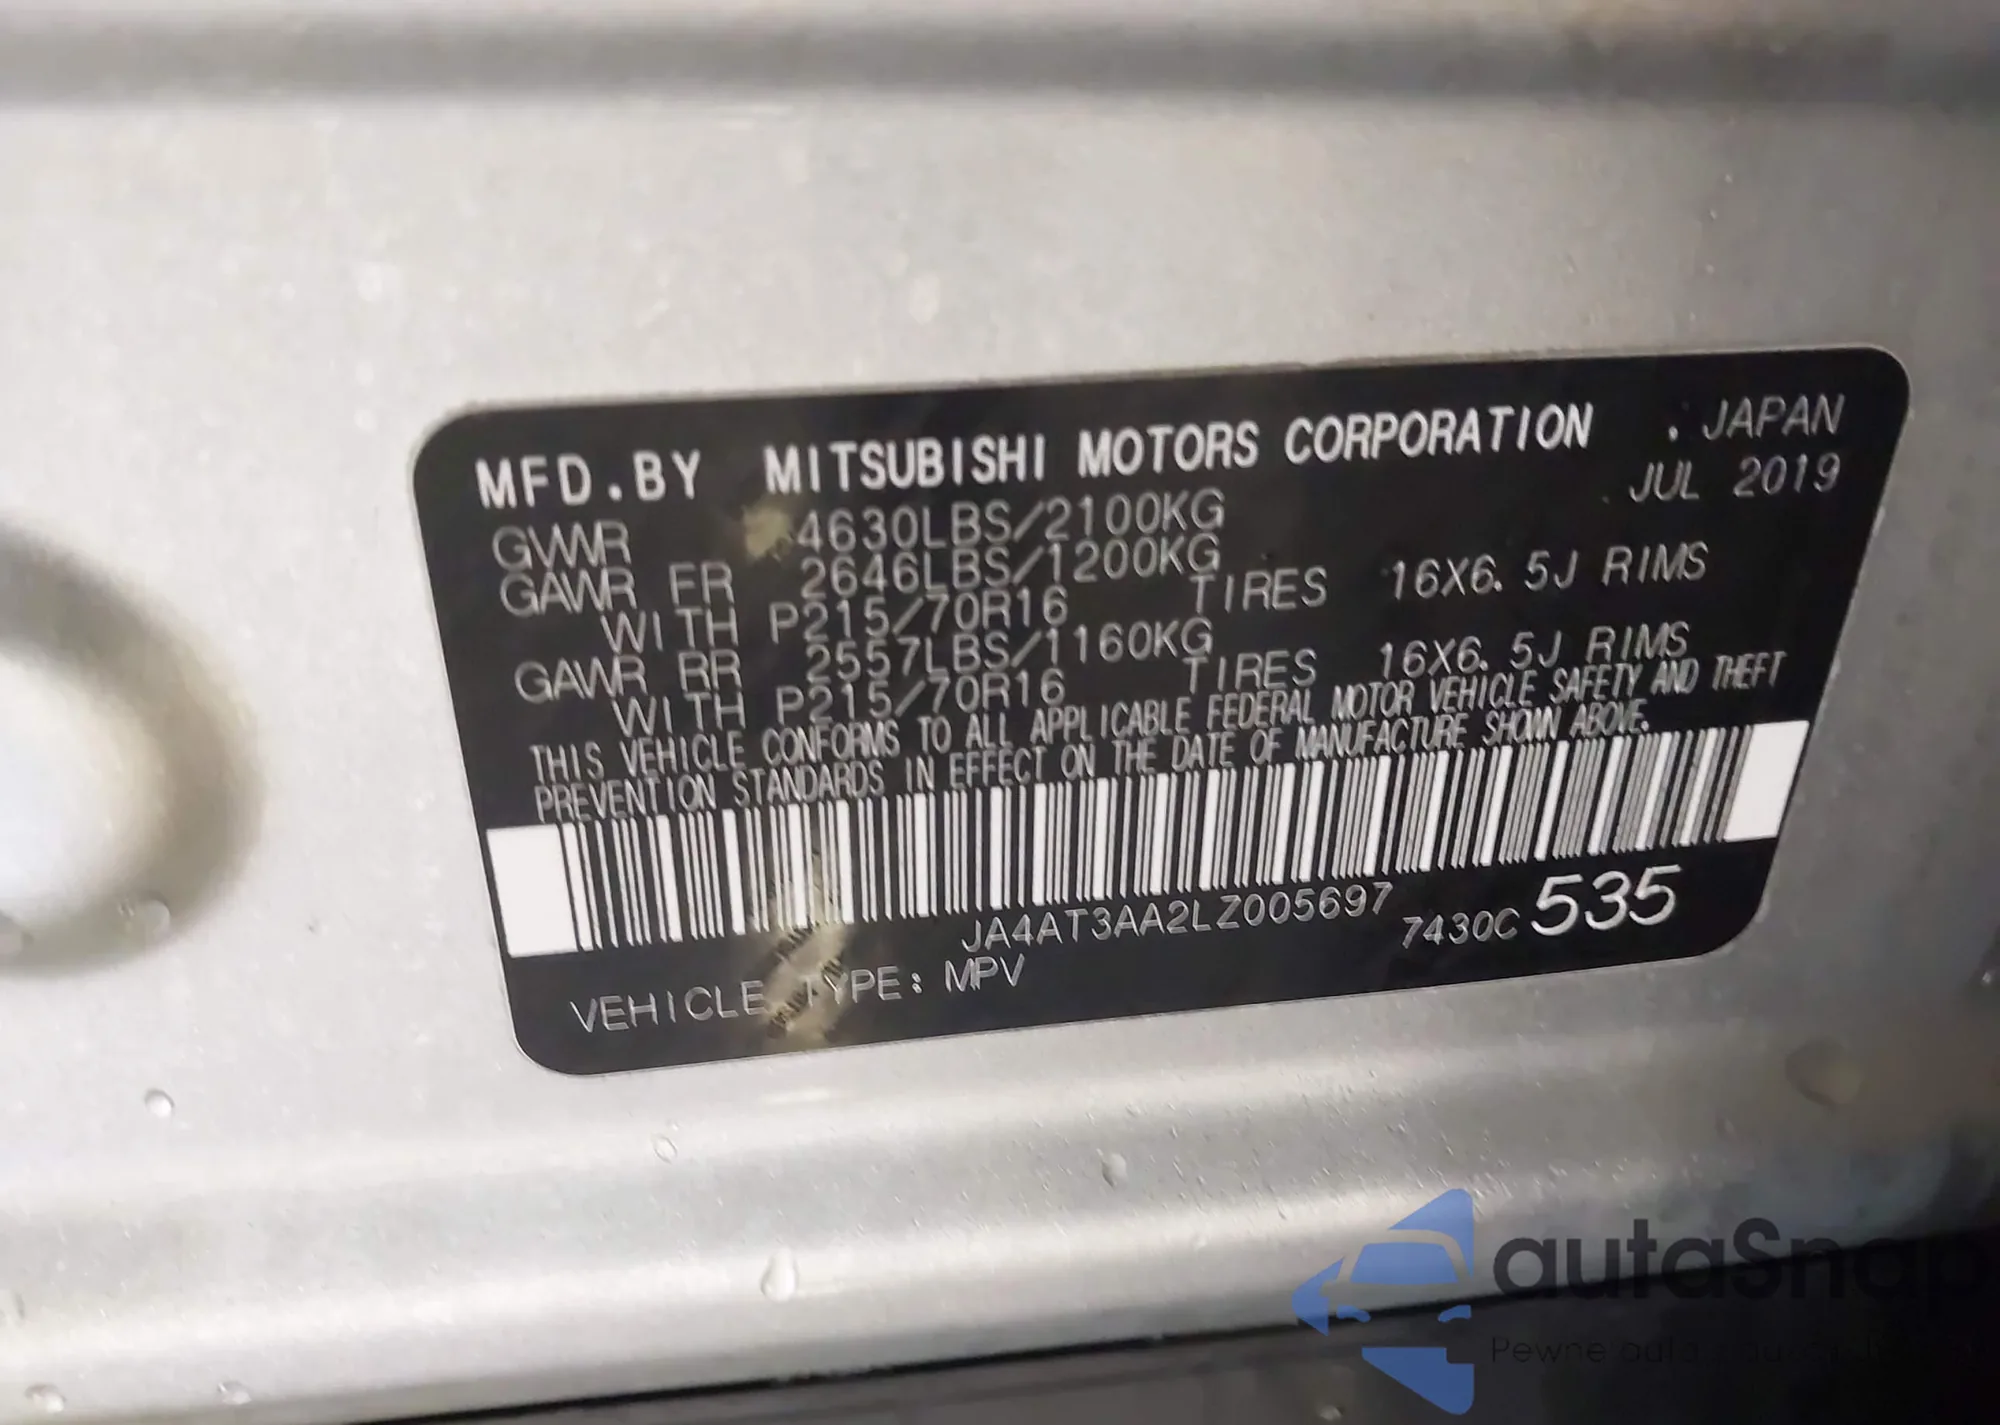 MFD.BY MITSUBISHI MOTORS CORPORATION . JAPAN
JUL 2019
GVWR 4630LBS/2100KG
GAWR FR 2646LBS/1200KG
WITH P215/70R16 TIRES 16X6.5J RIMS
GAWR RR 2557LBS/1160KG
WITH P215/70R16 TIRES 16X6.5J RIMS
THIS VEHICLE CONFORMS TO ALL APPLICABLE FEDERAL MOTOR VEHICLE SAFETY AND THEFT
PREVENTION STANDARDS IN EFFECT ON THE DATE OF MANUFACTURE SHOWN ABOVE.
JA4AT3AA2LZ005697
7430C 535
VEHICLE TYPE: MPV
autaSnap
Pewne auta